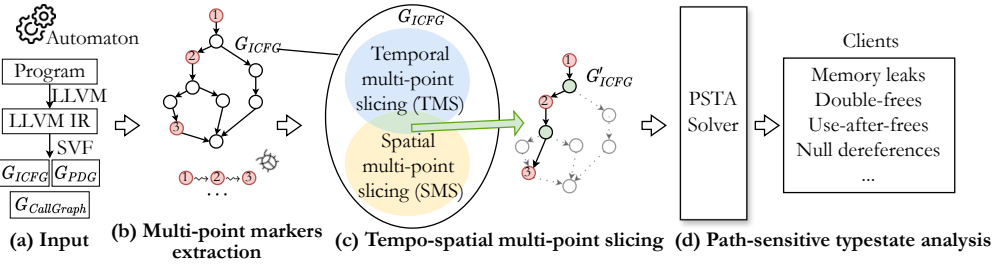 Automaton
Program
LLVM
LLVM IR
SVF
G_ICFG G_PDG
G_CallGraph
(a) Input
1
2
G_ICFG
3
1 ⇝ 2 ⇝ 3
...
(b) Multi-point markers
extraction
G_ICFG
Temporal
multi-point
slicing (TMS)
Spatial
multi-point
slicing (SMS)
1
G'_ICFG
2
3
(c) Tempo-spatial multi-point slicing
PSTA
Solver
Clients
Memory leaks
Double-frees
Use-after-frees
Null dereferences
...
(d) Path-sensitive typestate analysis